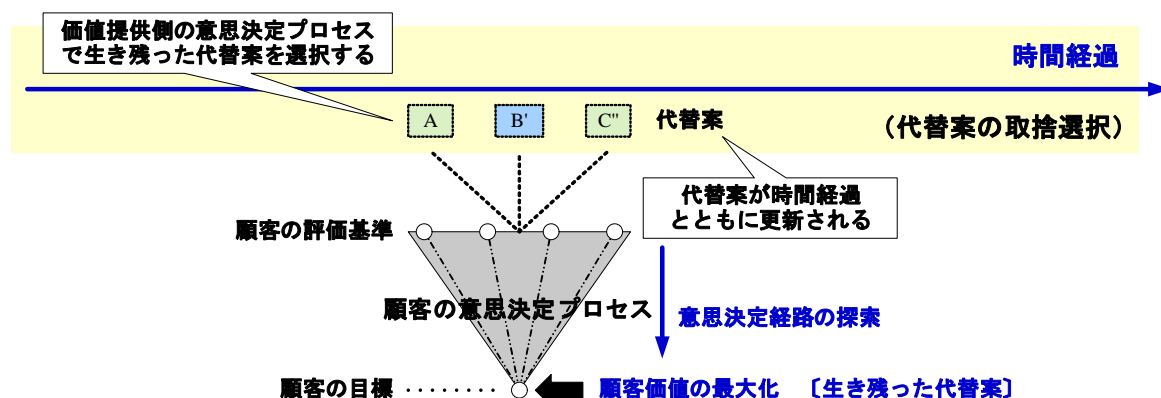 価値提供側の意思決定プロセス
で生き残った代替案を選択する
時間経過
A
B'
C"
代替案
(代替案の取捨選択)
代替案が時間経過
とともに更新される
顧客の評価基準
顧客の意思決定プロセス
意思決定経路の探索
顧客の目標 ・・・・・・・・
顧客価値の最大化 〔生き残った代替案〕